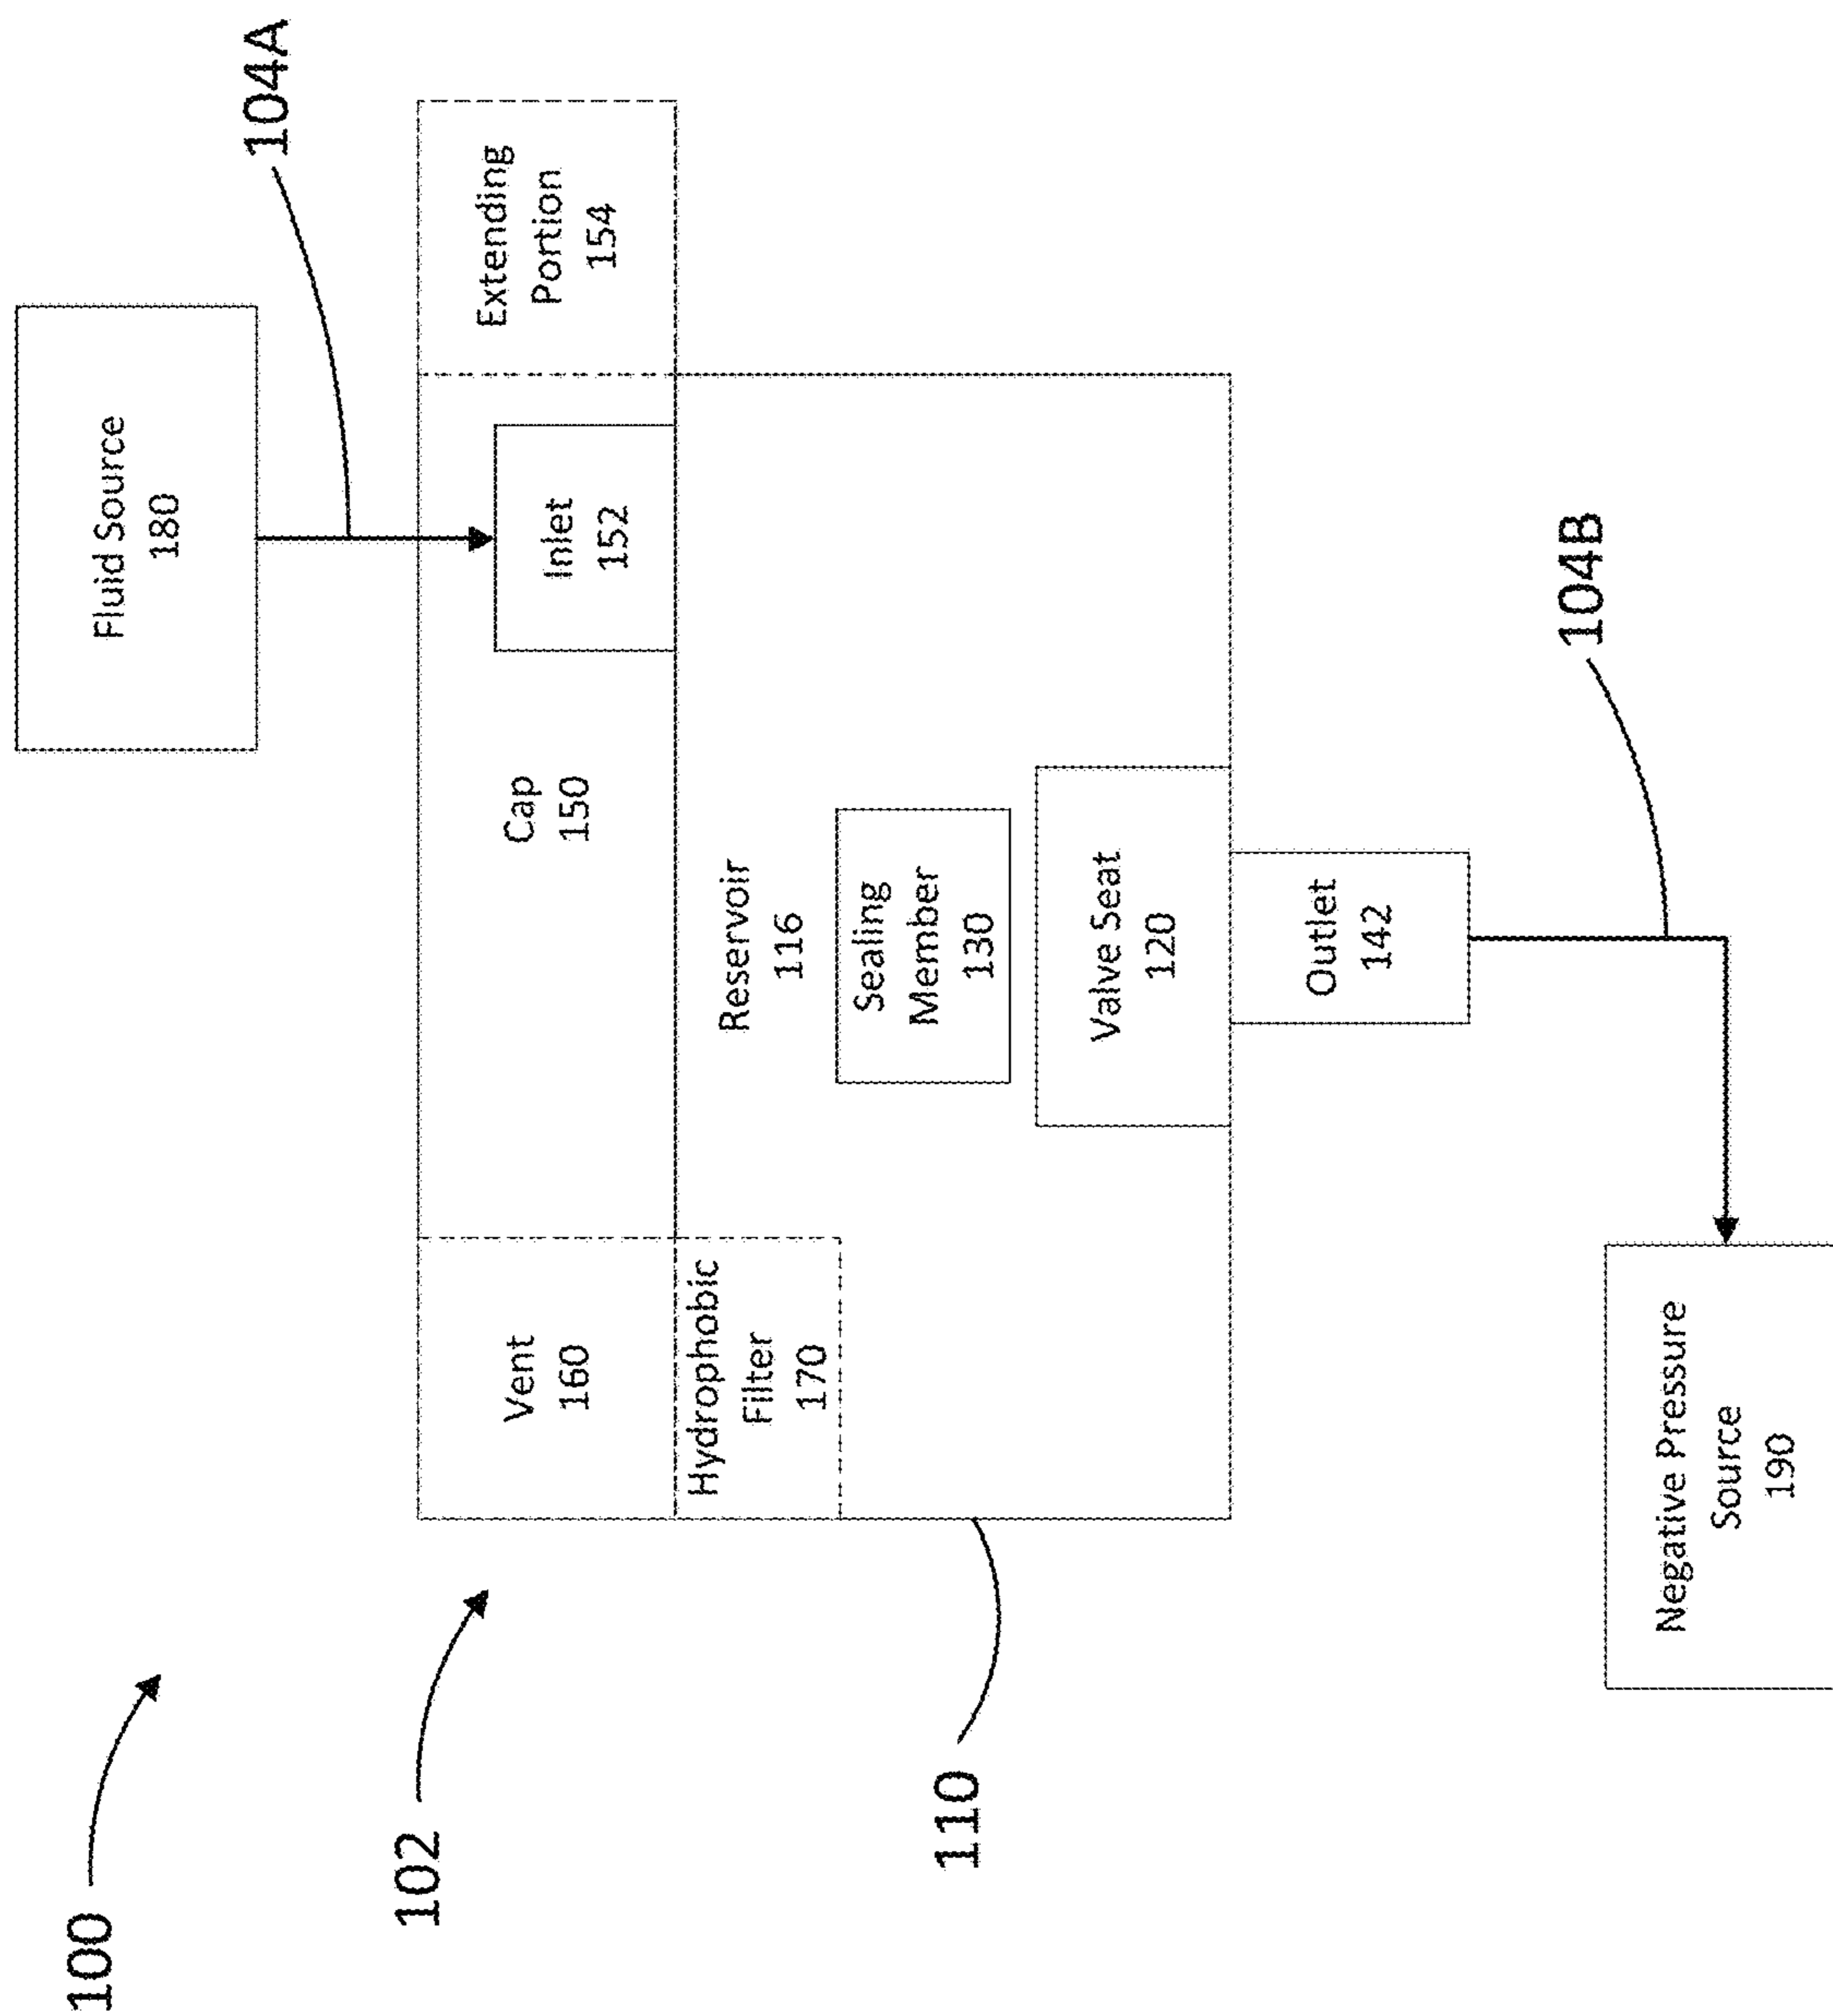 100
102
110
104A
104B
Fluid Source
180
Vent
160
Cap
150
Inlet
152
Extending
Portion
154
Hydrophobic
Filter
170
Reservoir
116
Sealing
Member
130
Valve Seat
120
Outlet
142
Negative Pressure
Source
190